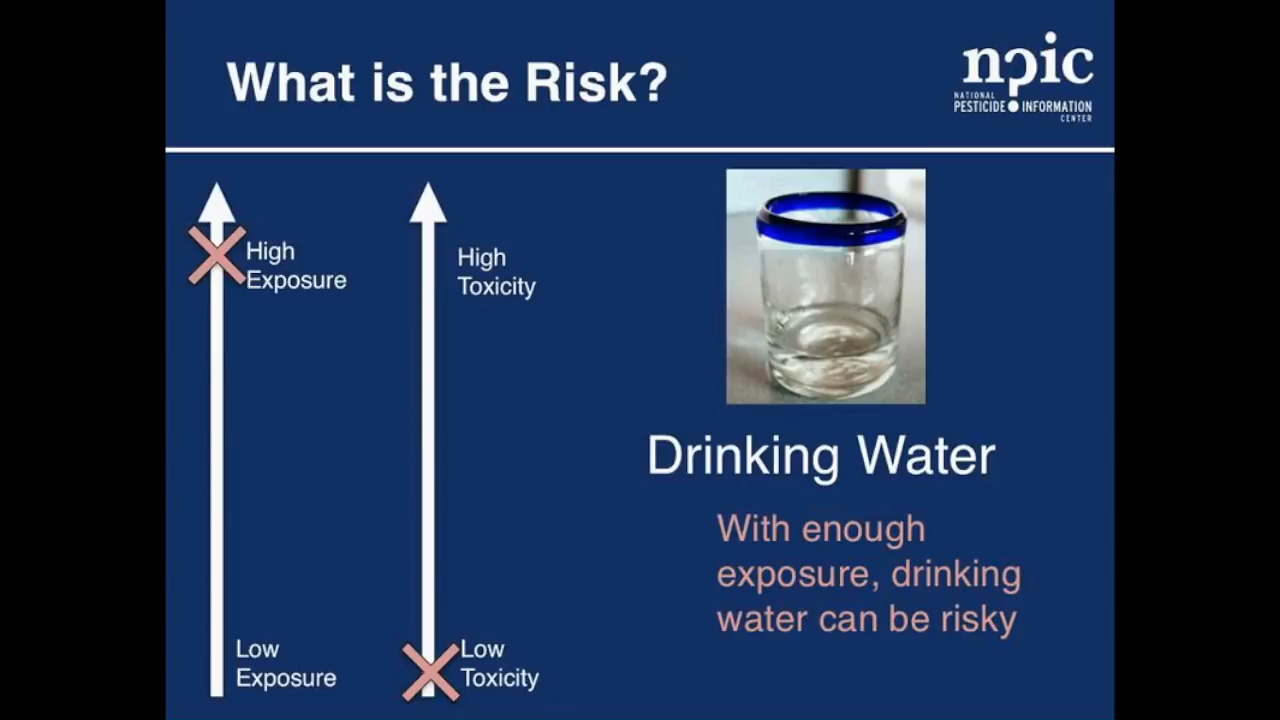 What is the Risk?
npic
NATIONAL
PESTICIDE INFORMATION
CENTER
High
Exposure
High
Toxicity
Low
Exposure
Low
Toxicity
Drinking Water
With enough
exposure, drinking
water can be risky